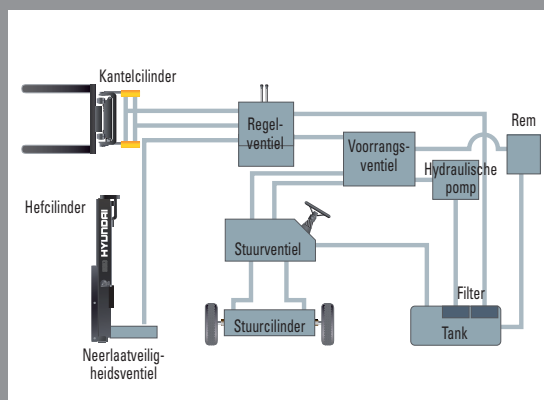 Kantelcilinder
Regel-
ventiel
Voorrangs-
ventiel
Rem
Hydraulische
pomp
Hefcilinder
HYUNDAI
Stuurventiel
Filter
Stuurcilinder
Tank
Neerlaatveilig-
heidsventiel